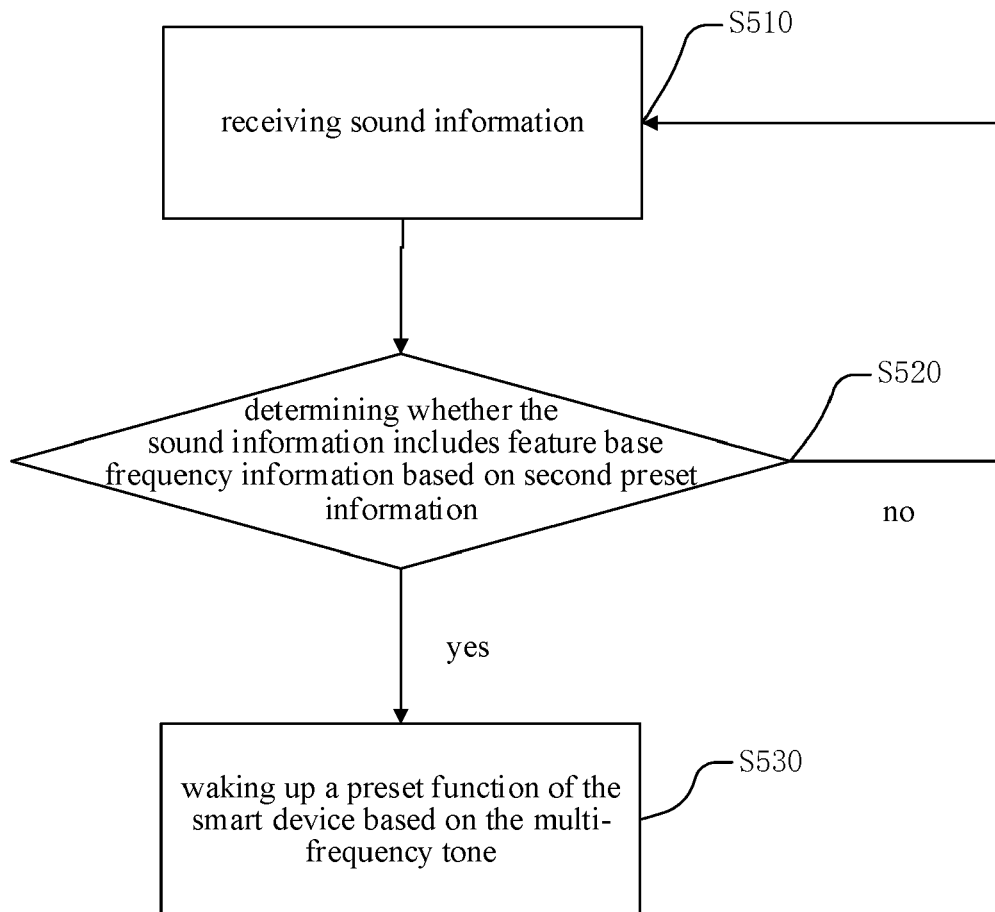 S510
receiving sound information
S520
determining whether the
sound information includes feature base
frequency information based on second preset
information
no
yes
S530
waking up a preset function of the
smart device based on the multi-
frequency tone